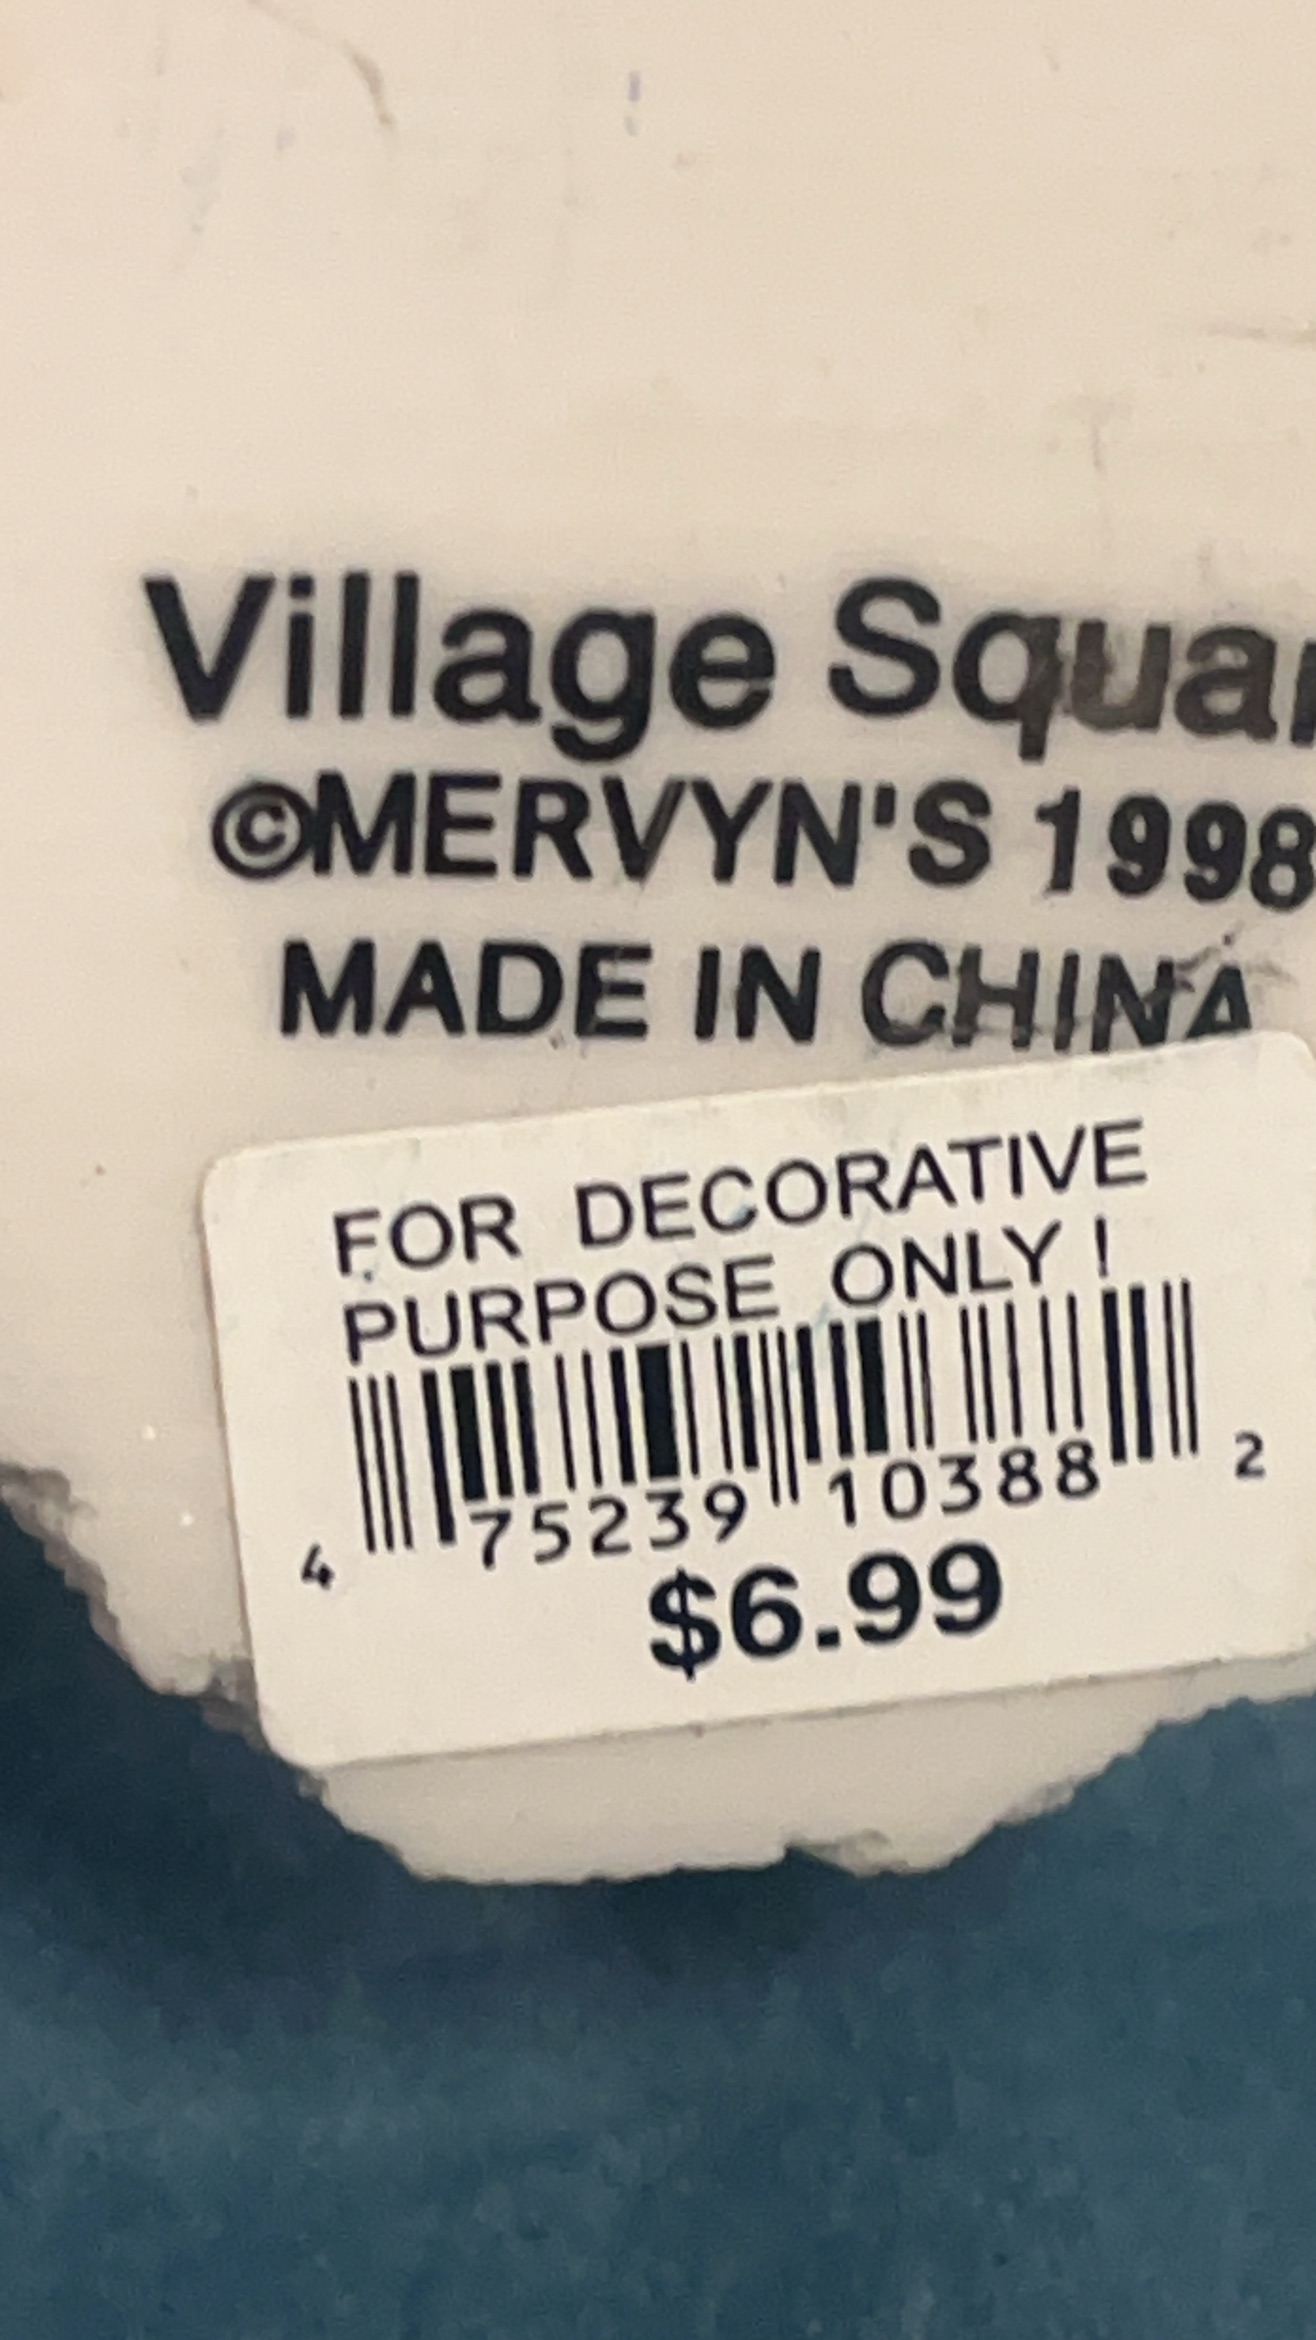 Village Squar
©MERVYN'S 1998
MADE IN CHINA
FOR DECORATIVE
PURPOSE ONLY!
4 75239 10388 2
$6.99